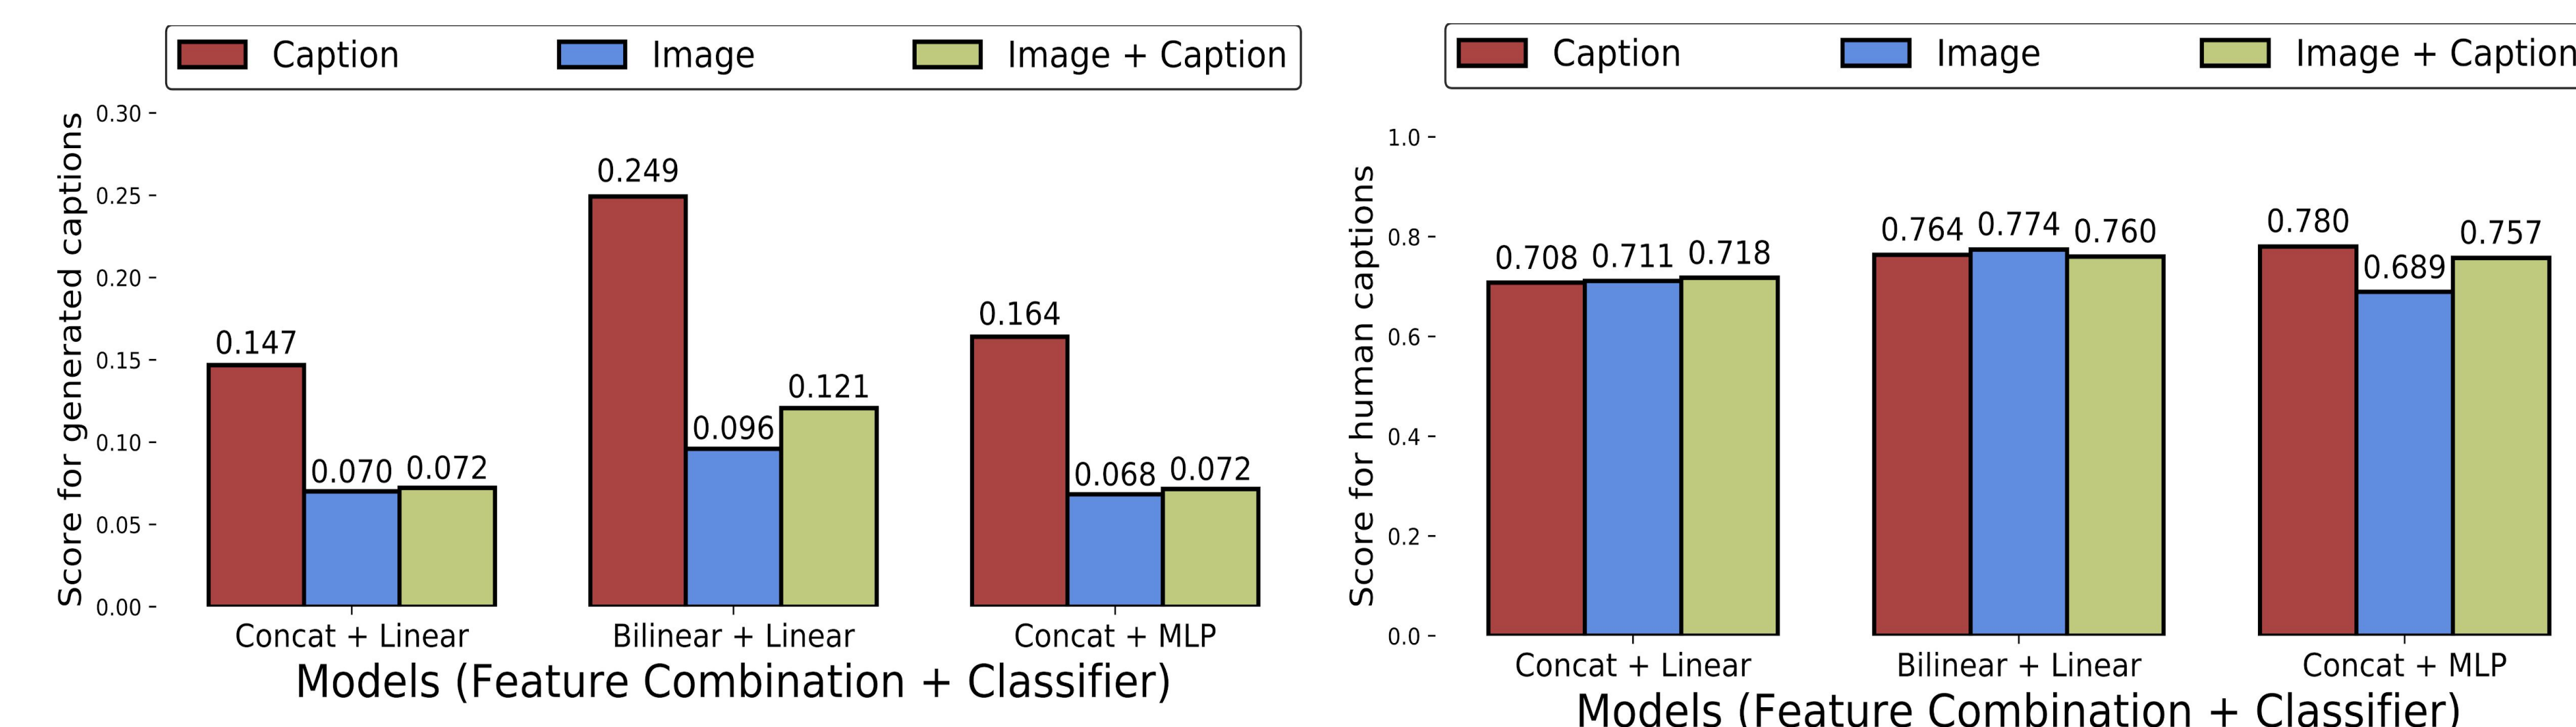 Caption Image Image + Caption
Score for generated captions
0.30
0.25
0.20
0.15
0.10
0.05
0.00
0.147 0.070 0.072
0.249 0.096 0.121
0.164 0.068 0.072
Concat + Linear Bilinear + Linear Concat + MLP
Models (Feature Combination + Classifier)
Caption Image Image + Caption
Score for human captions
1.0
0.8
0.6
0.4
0.2
0.0
0.708 0.711 0.718
0.764 0.774 0.760
0.780 0.689 0.757
Concat + Linear Bilinear + Linear Concat + MLP
Models (Feature Combination + Classifier)